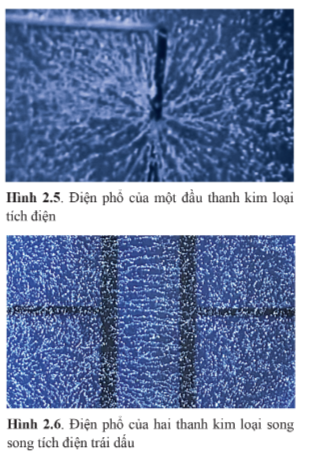 Hình 2.5. Điện phổ của một đầu thanh kim loại
tích điện
Hình 2.6. Điện phổ của hai thanh kim loại song
song tích điện trái dấu